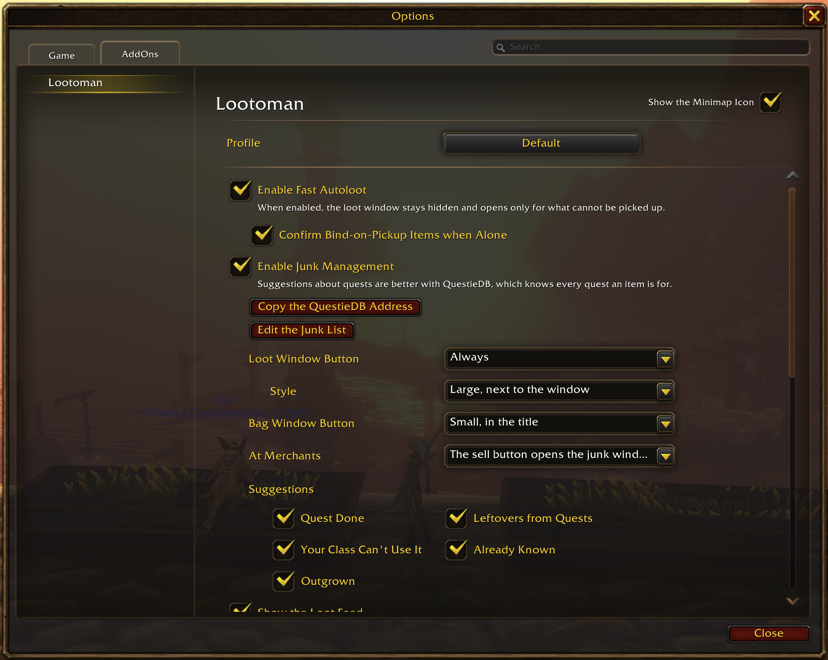 Options
Game
AddOns
Search
Lootoman
Lootoman
Show the Minimap Icon
Profile
Default
Enable Fast Autoloot
When enabled, the loot window stays hidden and opens only for what cannot be picked up.
Confirm Bind-on-Pickup Items when Alone
Enable Junk Management
Suggestions about quests are better with QuestieDB, which knows every quest an item is for.
Copy the QuestieDB Address
Edit the Junk List
Loot Window Button
Always
Style
Large, next to the window
Bag Window Button
Small, in the title
At Merchants
The sell button opens the junk wind...
Suggestions
Quest Done
Leftovers from Quests
Your Class Can't Use It
Already Known
Outgrown
Show the Loot Feed
Close